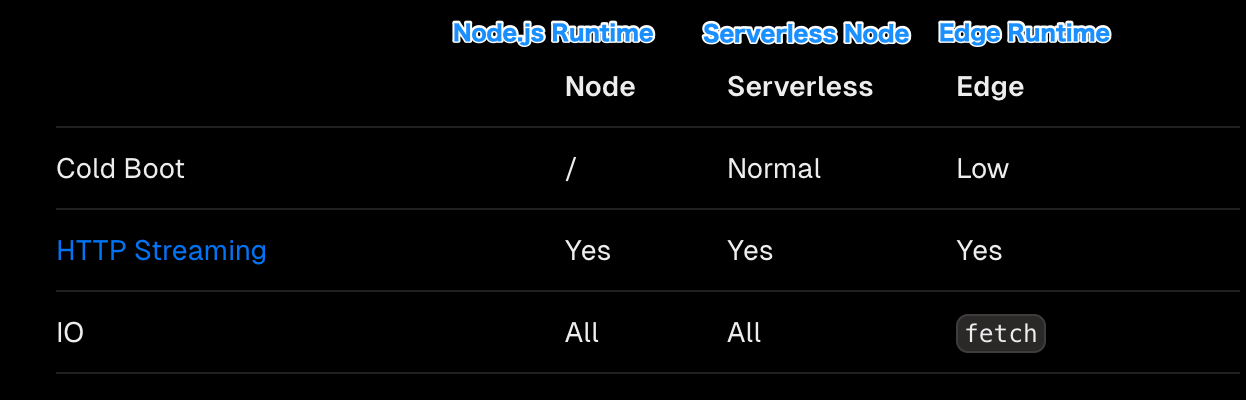 Node.js Runtime Serverless Node Edge Runtime
Node Serverless Edge
Cold Boot / Normal Low
HTTP Streaming Yes Yes Yes
IO All All fetch